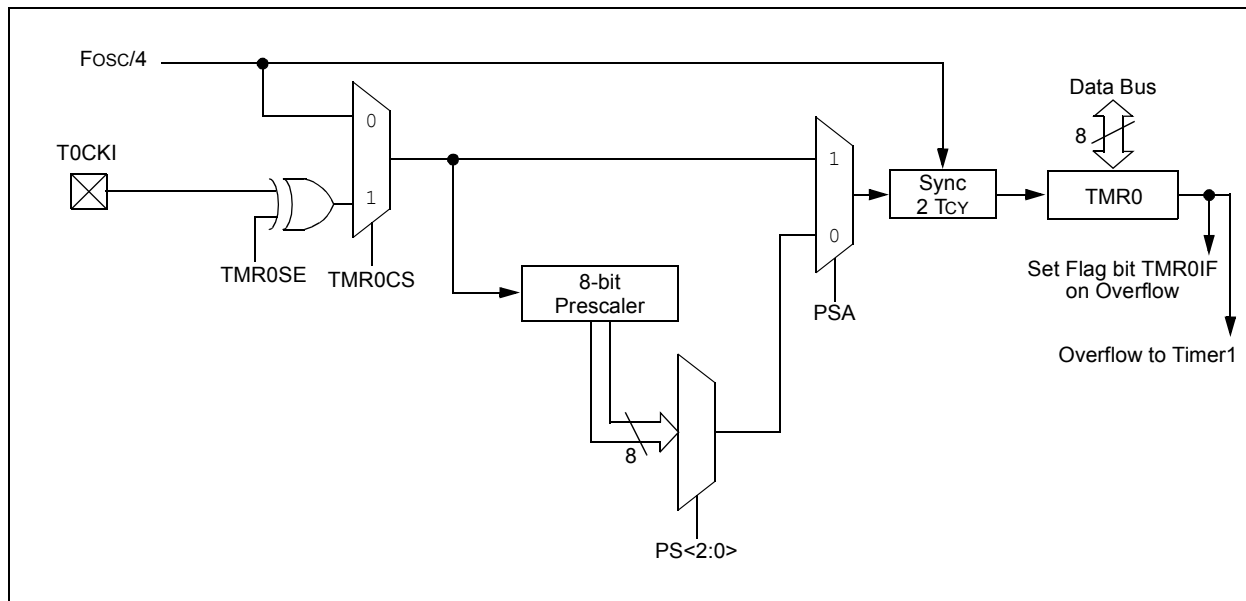 FOSC/4
Data Bus
8
0
T0CKI
1
1
Sync
2 TCY
TMR0
0
TMR0SE
TMR0CS
8-bit
Prescaler
PSA
Set Flag bit TMR0IF
on Overflow
Overflow to Timer1
8
PS<2:0>